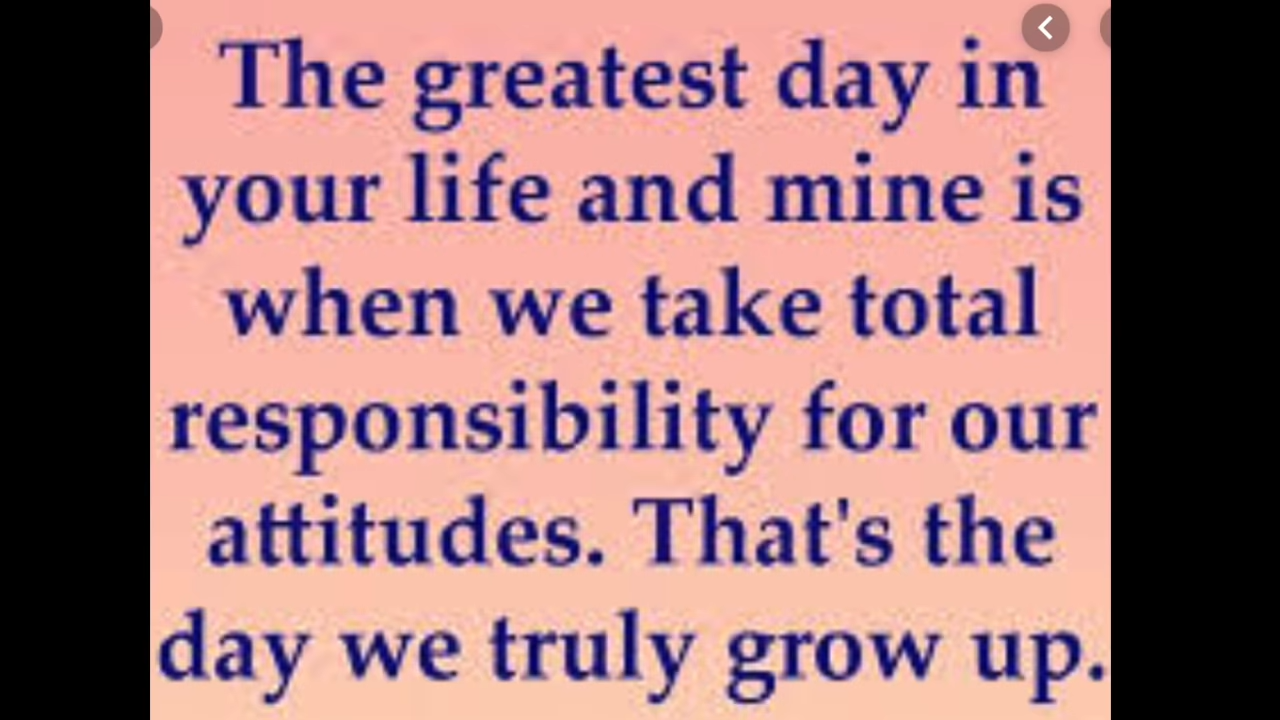 The greatest day in
your life and mine is
when we take total
responsibility for our
attitudes. That's the
day we truly grow up.